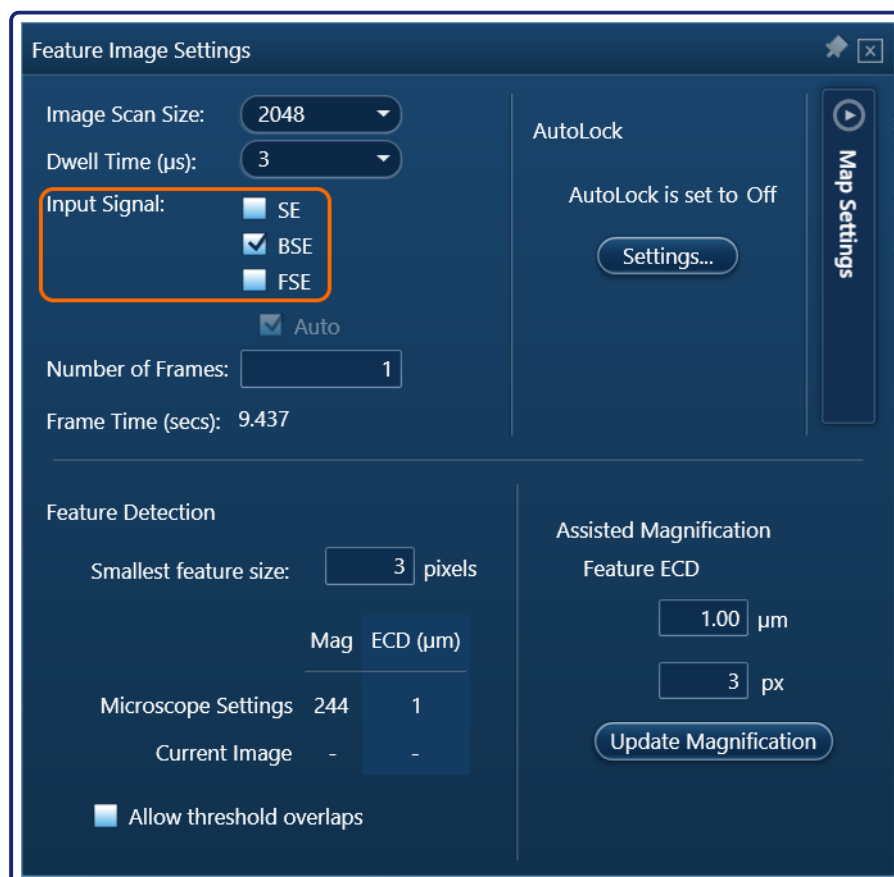 Feature Image Settings
Image Scan Size: 2048
Dwell Time (µs): 3
Input Signal: SE
BSE
FSE
Auto
Number of Frames: 1
Frame Time (secs): 9.437
AutoLock
AutoLock is set to Off
Settings...
Map Settings
Feature Detection
Smallest feature size: 3 pixels
Mag ECD (µm)
Microscope Settings 244 1
Current Image - -
Allow threshold overlaps
Assisted Magnification
Feature ECD
1.00 µm
3 px
Update Magnification